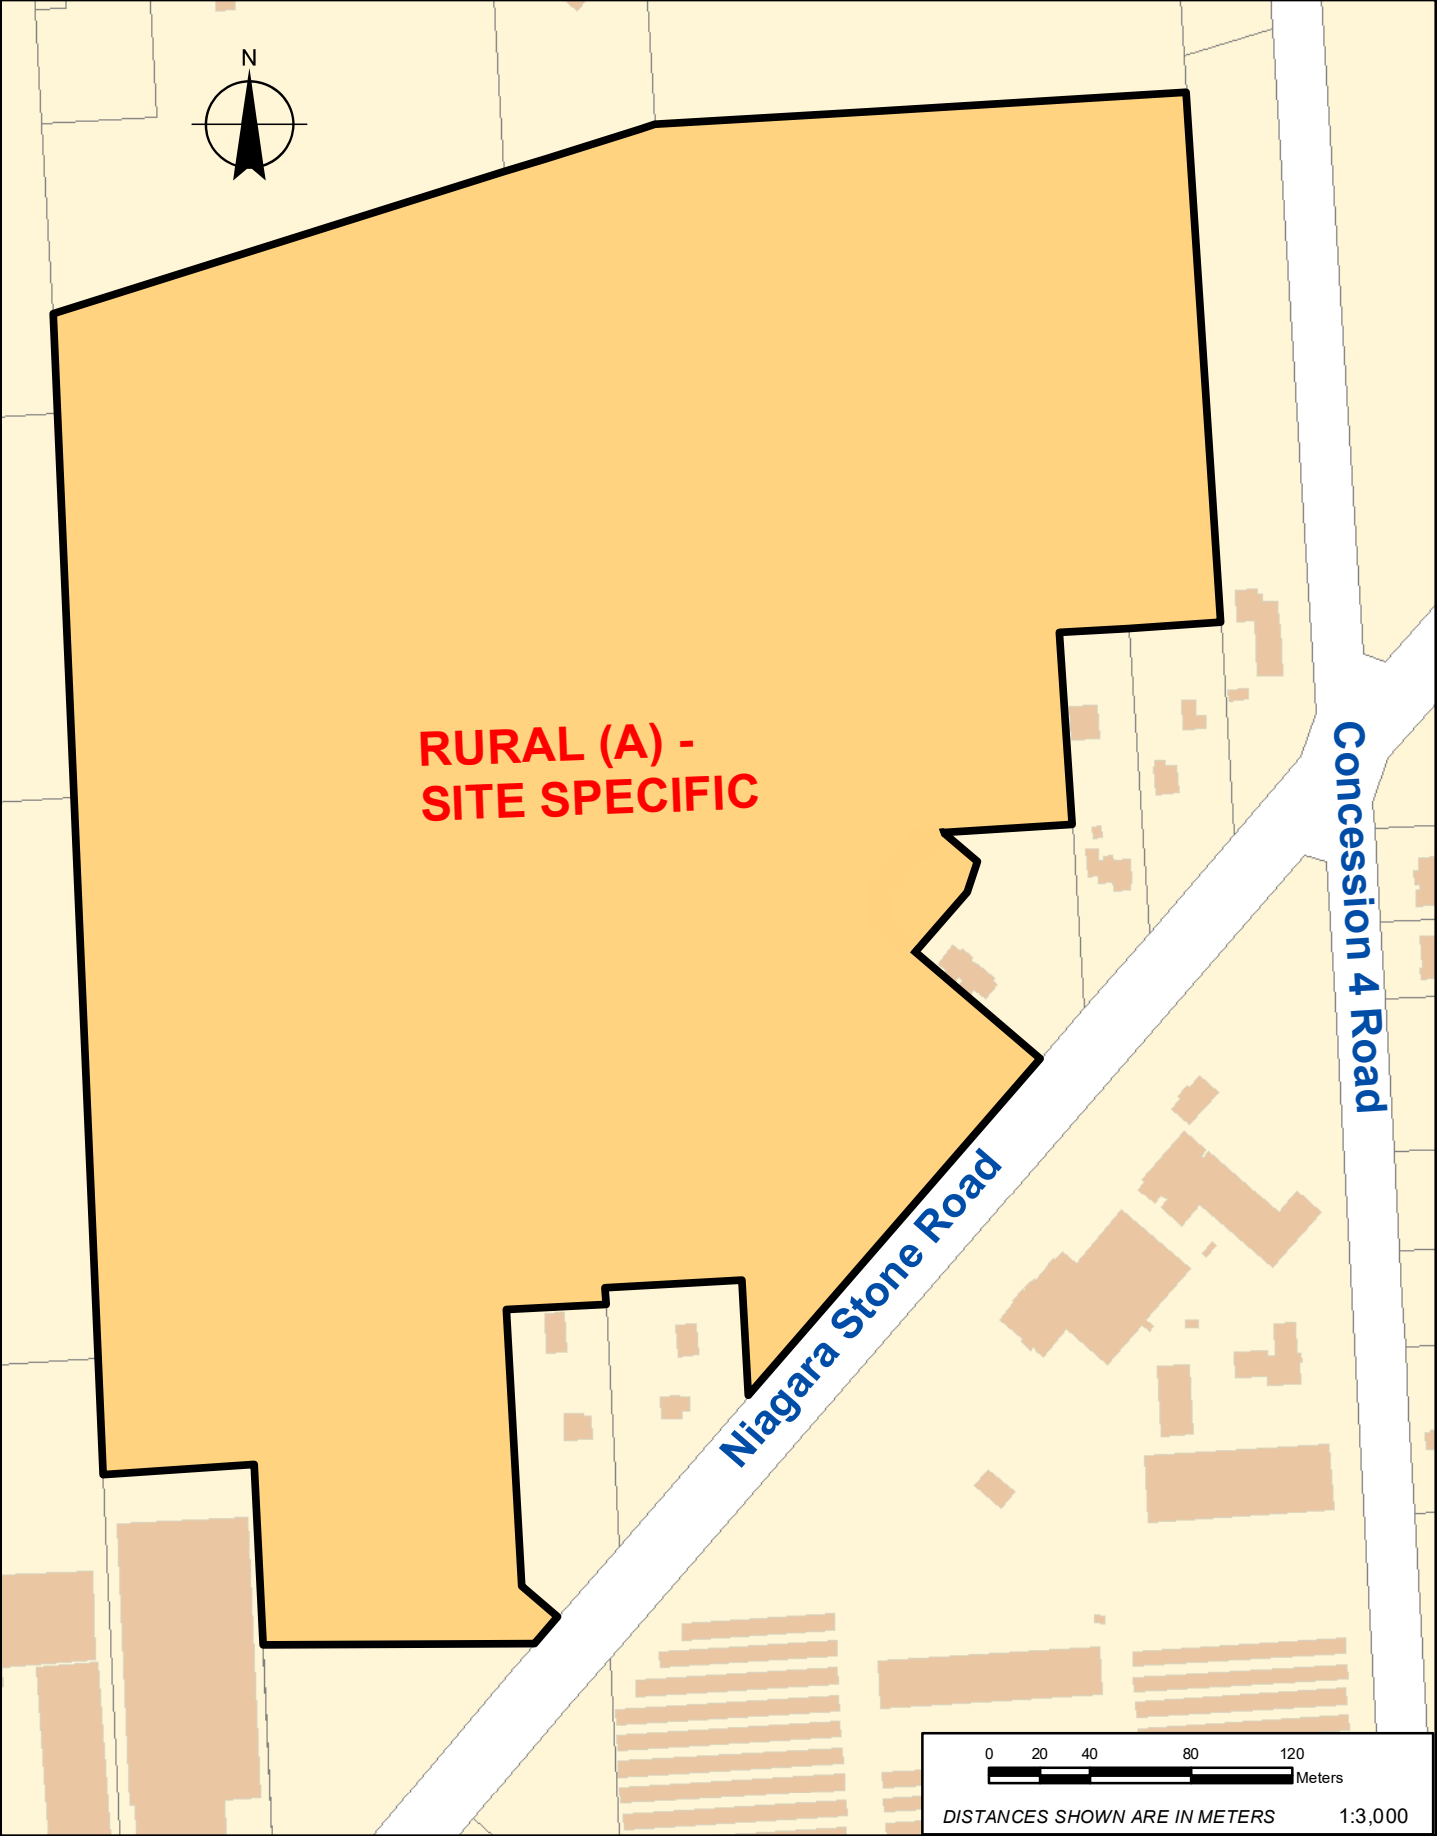 N
RURAL (A) -
SITE SPECIFIC
Concession 4 Road
Niagara Stone Road
0 20 40 80 120
Meters
DISTANCES SHOWN ARE IN METERS 1:3,000